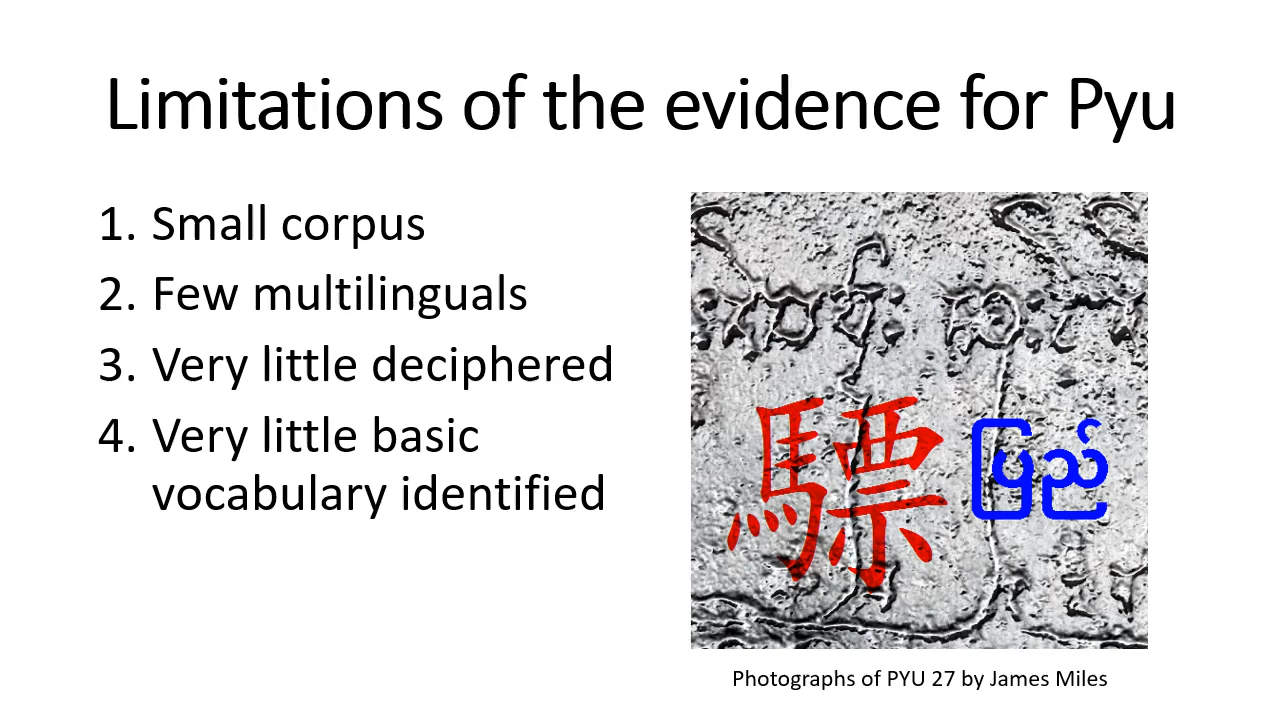 Limitations of the evidence for Pyu
1. Small corpus
2. Few multilinguals
3. Very little deciphered
4. Very little basic
vocabulary identified
驃 ပြည်
Photographs of PYU 27 by James Miles